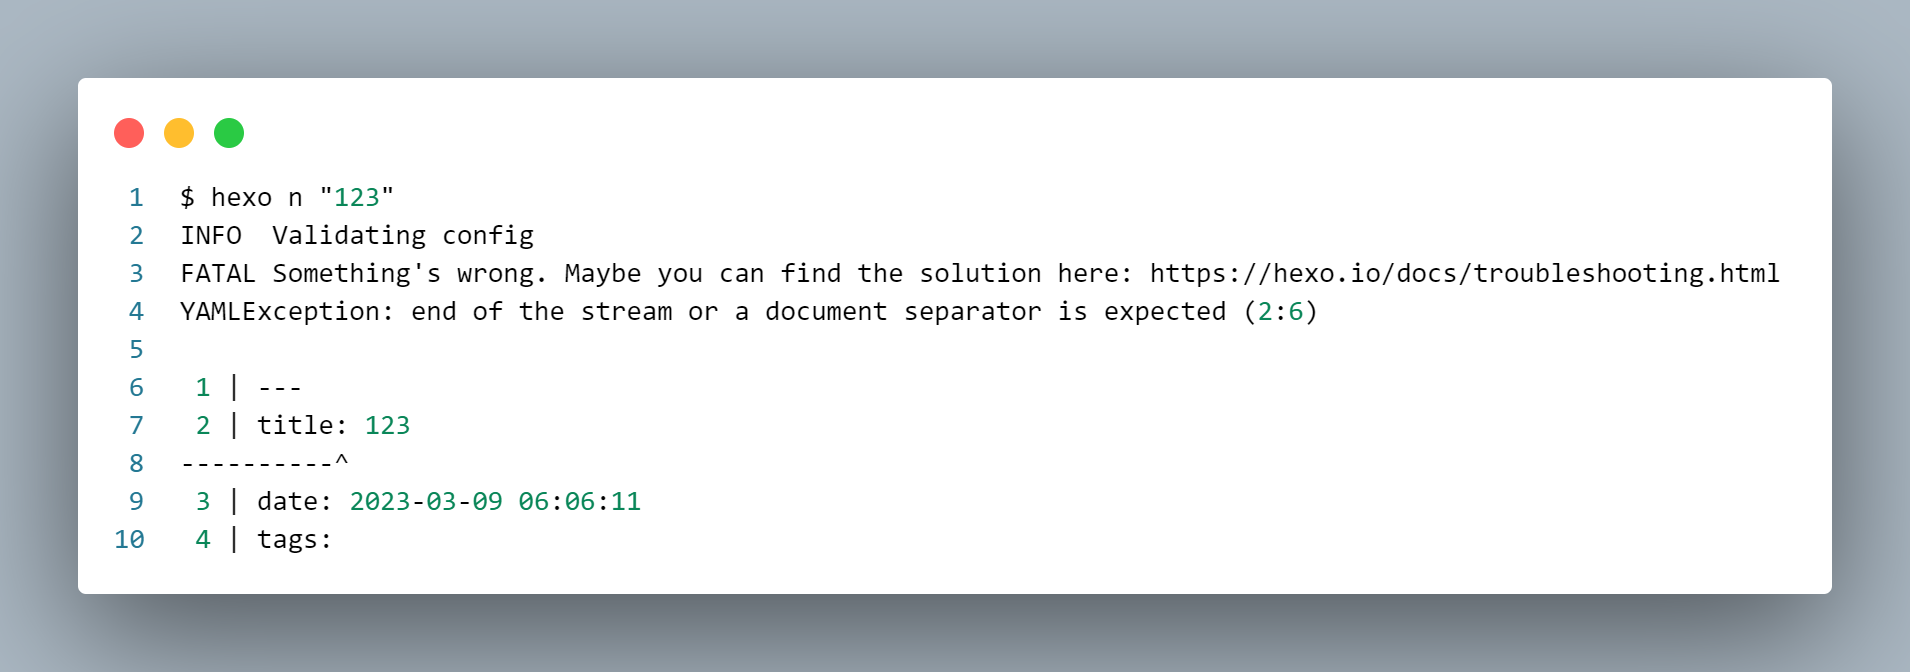 1 $ hexo n "123"
2 INFO  Validating config
3 FATAL Something's wrong. Maybe you can find the solution here: https://hexo.io/docs/troubleshooting.html
4 YAMLException: end of the stream or a document separator is expected (2:6)
5
6  1 | ---
7  2 | title: 123
8 ----------^
9  3 | date: 2023-03-09 06:06:11
10  4 | tags: